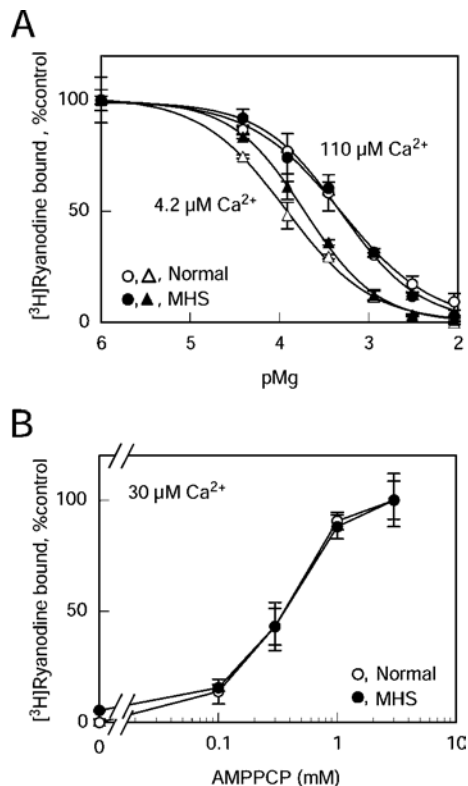 A
[³H]Ryanodine bound , %control
100
50
0
110 µM Ca²⁺
4.2 µM Ca²⁺
○,△, Normal
●,▲, MHS
6 5 4 3 2
pMg
B
[³H]Ryanodine bound, %control
100
50
0
30 µM Ca²⁺
○, Normal
●, MHS
0 0.1 1 10
AMPPCP (mM)